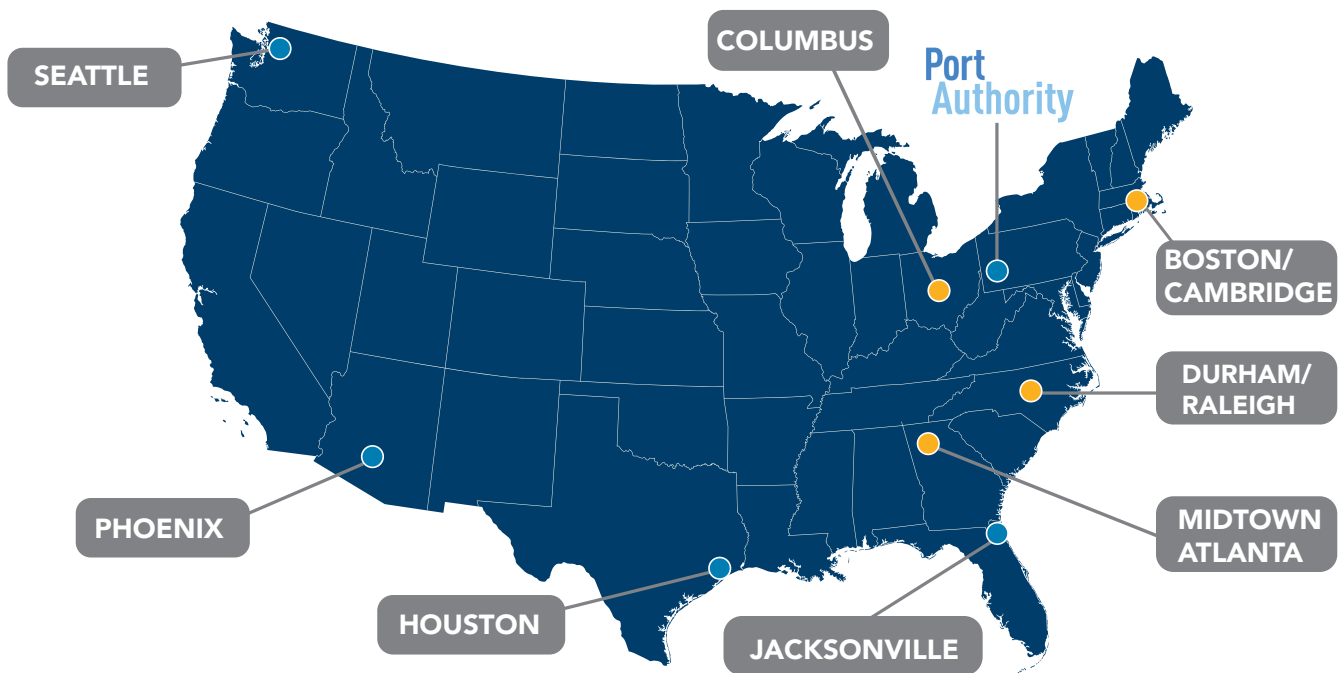 COLUMBUS
Port
Authority
SEATTLE
BOSTON/
CAMBRIDGE
DURHAM/
RALEIGH
MIDTOWN
ATLANTA
PHOENIX
HOUSTON
JACKSONVILLE